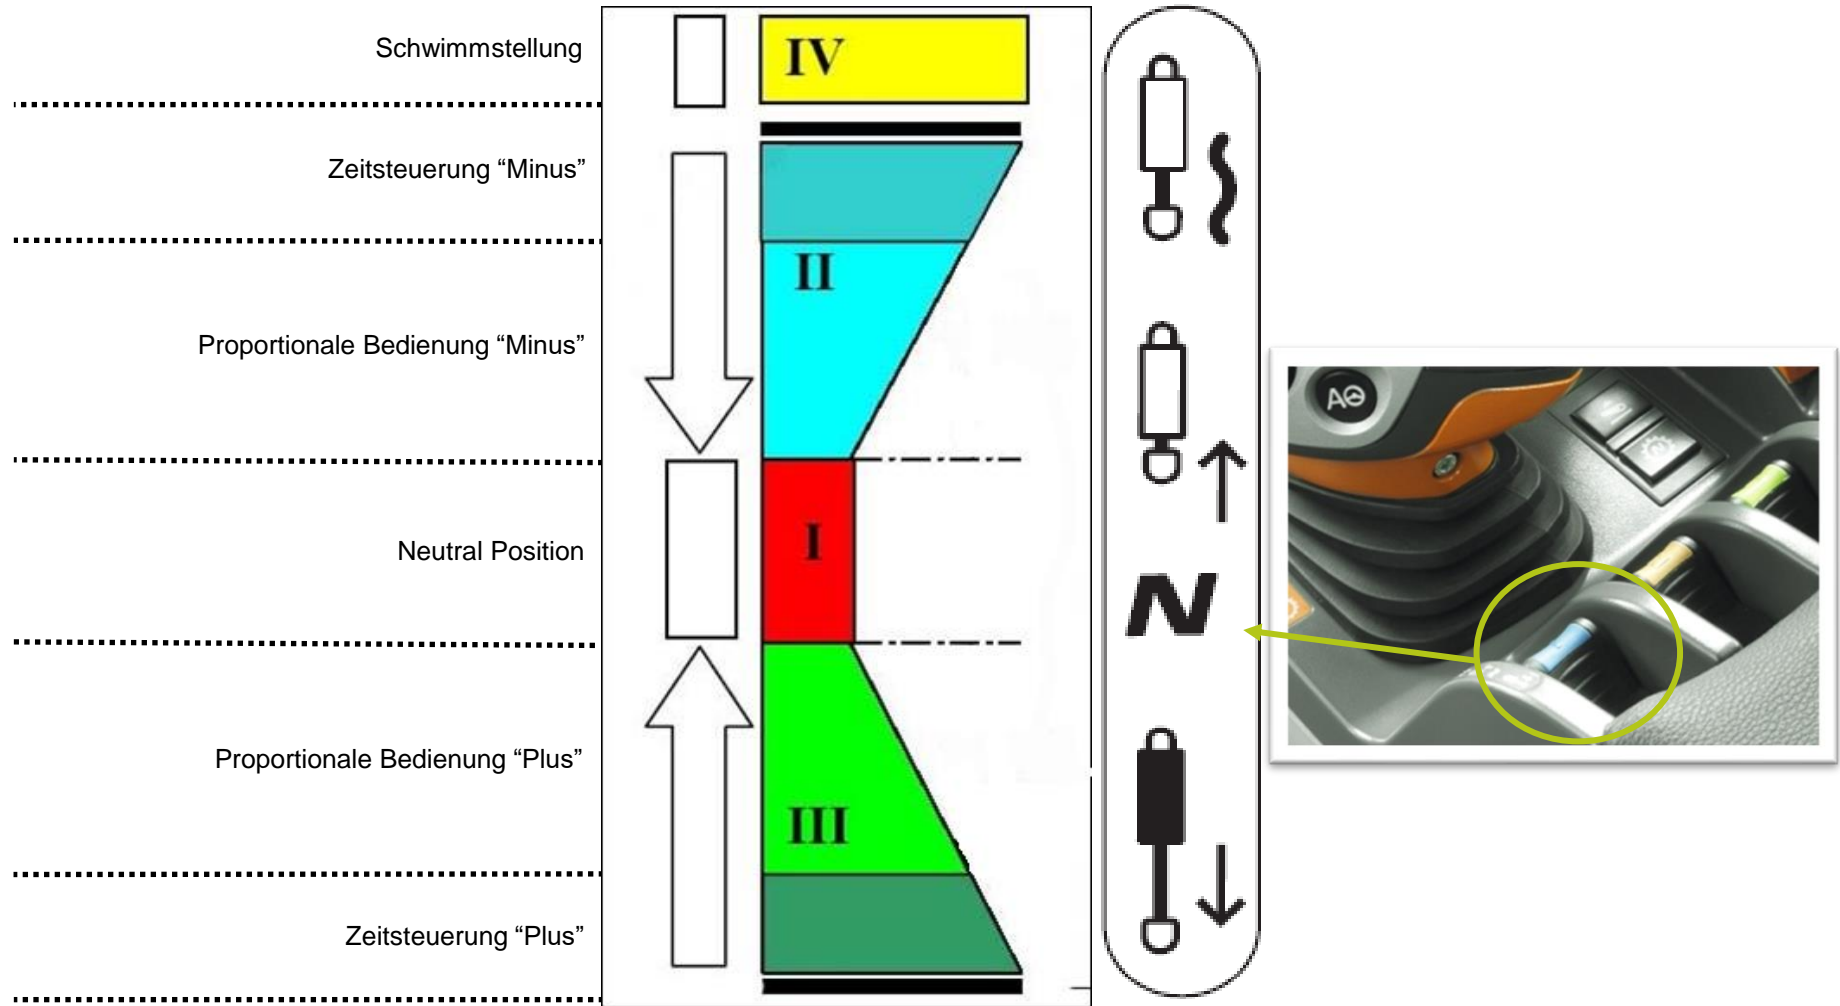 Schwimmstellung
IV
Zeitsteuerung “Minus”
II
Proportionale Bedienung “Minus”
Neutral Position
I
N
Proportionale Bedienung “Plus”
III
Zeitsteuerung “Plus”
A